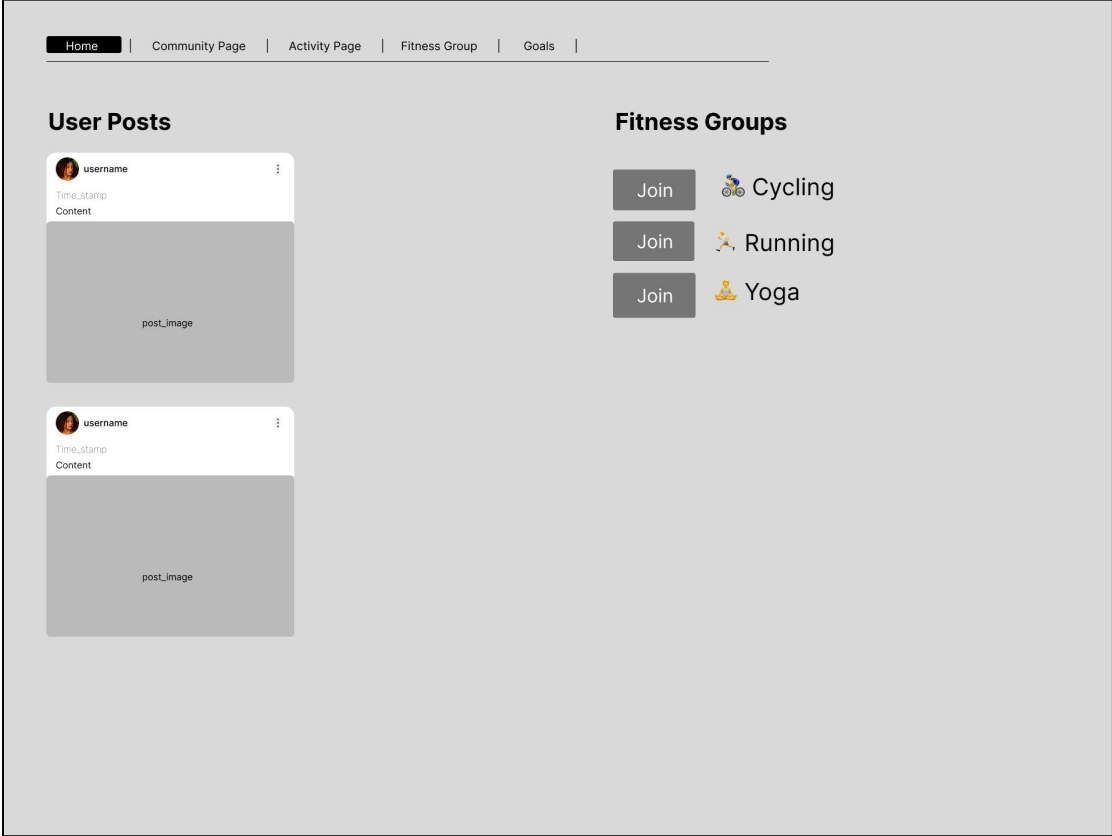 Home | Community Page | Activity Page | Fitness Group | Goals |
User Posts
username
Time_stamp
Content
post_image
username
Time_stamp
Content
post_image
Fitness Groups
Join Cycling
Join Running
Join Yoga